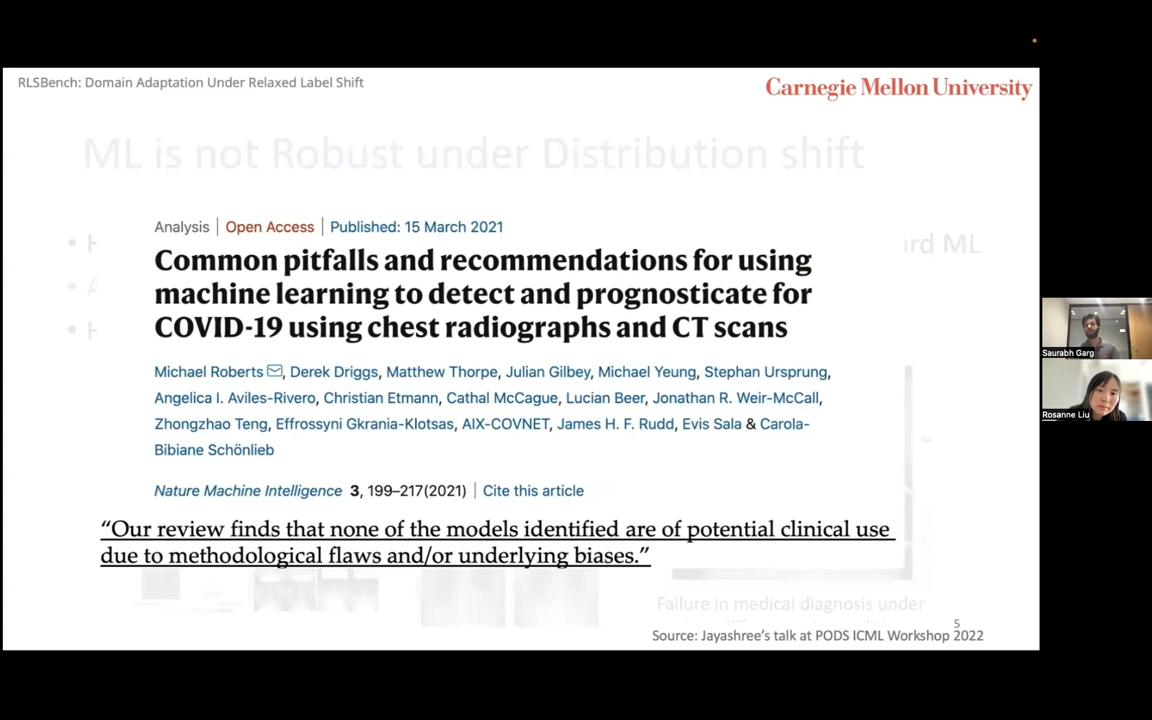 RLSBench: Domain Adaptation Under Relaxed Label Shift
Carnegie Mellon University
ML is not Robust under Distribution shift
ML
Analysis | Open Access | Published: 15 March 2021
Common pitfalls and recommendations for using
machine learning to detect and prognosticate for
COVID-19 using chest radiographs and CT scans
Michael Roberts, Derek Driggs, Matthew Thorpe, Julian Gilbey, Michael Yeung, Stephan Ursprung,
Angelica I. Aviles-Rivero, Christian Etmann, Cathal McCague, Lucian Beer, Jonathan R. Weir-McCall,
Zhongzhao Teng, Effrossyni Gkrania-Klotsas, AIX-COVNET, James H. F. Rudd, Evis Sala & Carola-
Bibiane Schönlieb
Nature Machine Intelligence 3, 199–217(2021) | Cite this article
“Our review finds that none of the models identified are of potential clinical use
due to methodological flaws and/or underlying biases.”
Failure in medical diagnosis under
5
Source: Jayashree’s talk at PODS ICML Workshop 2022
Saurabh Garg
Rosanne Liu